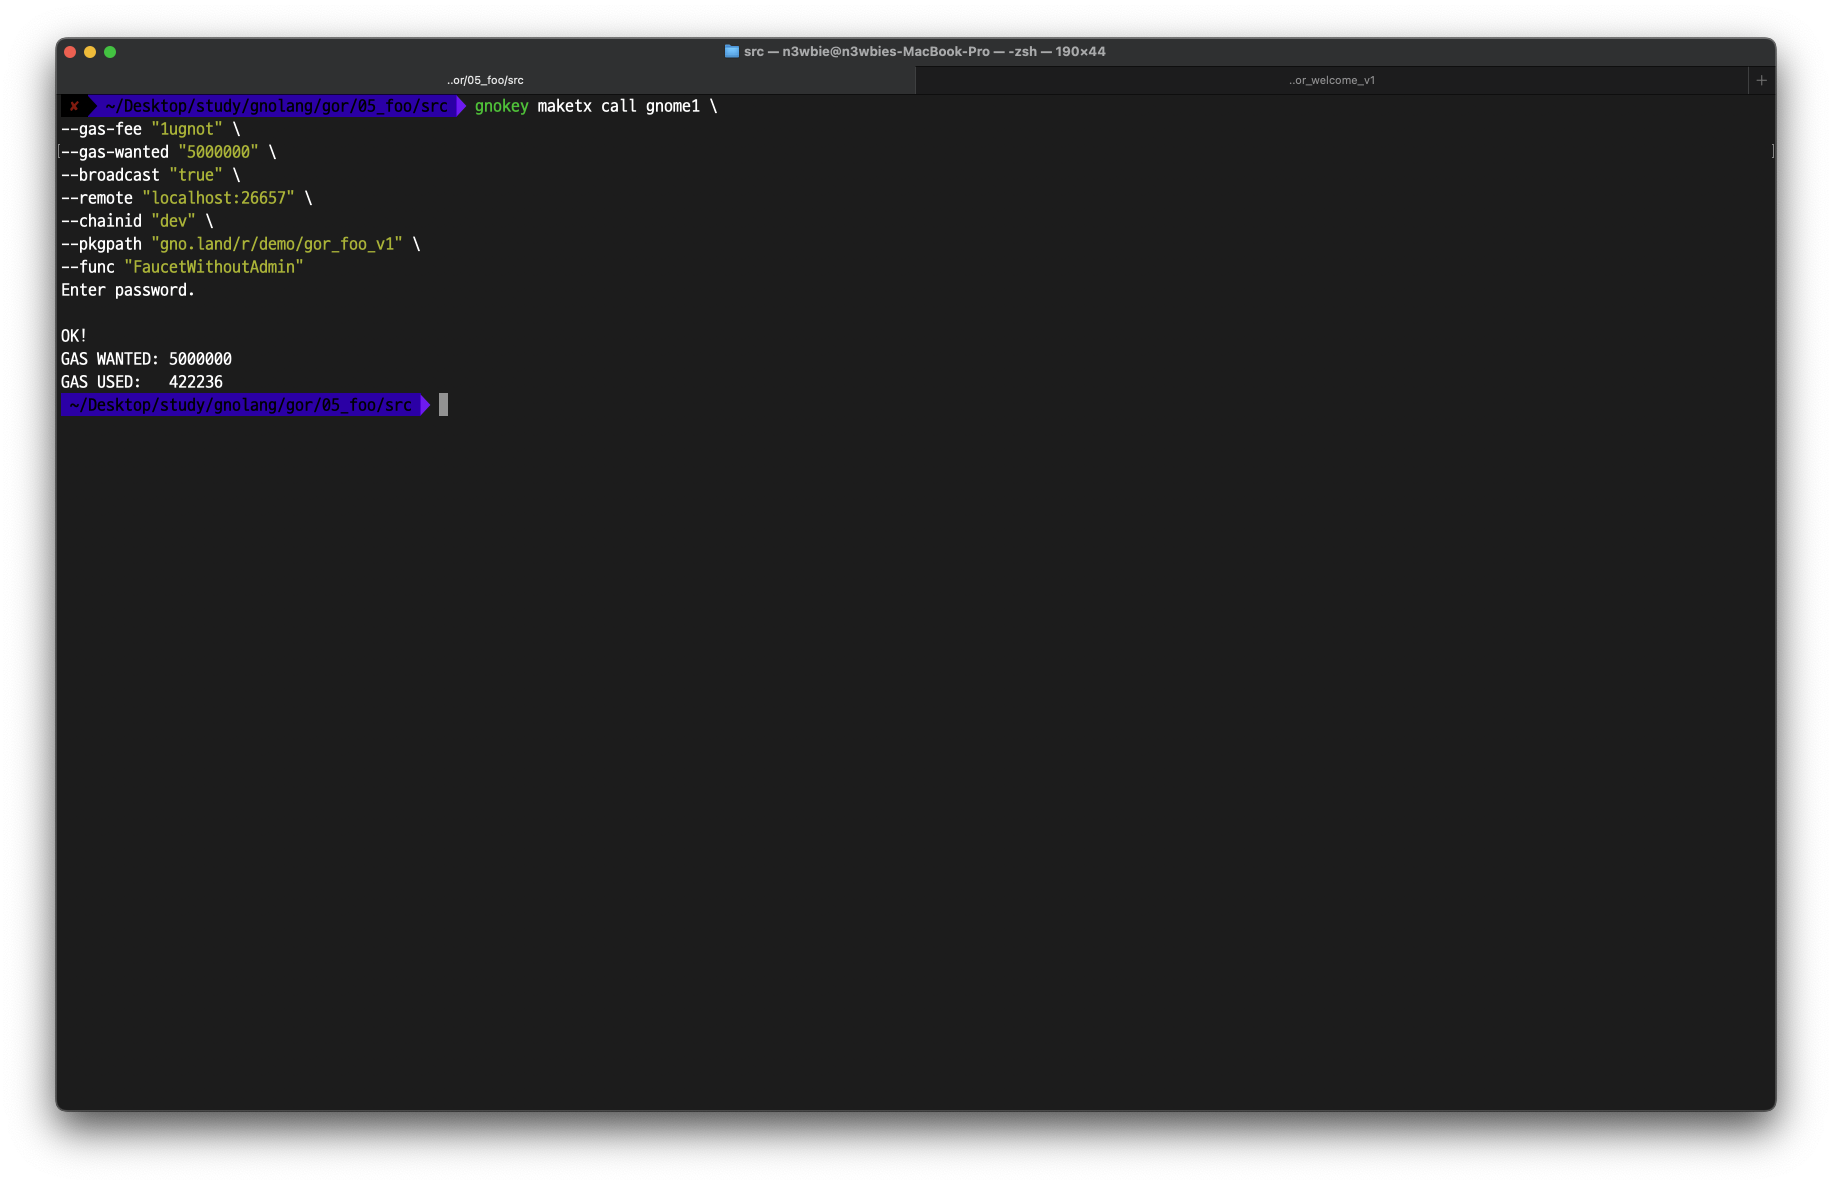 src — n3wbie@n3wbies-MacBook-Pro — -zsh — 190×44
..or/05_foo/src
..or_welcome_v1
+
✘ ~/Desktop/study/gnolang/gor/05_foo/src gnokey maketx call gnome1 \
--gas-fee "1ugnot" \
--gas-wanted "5000000" \
--broadcast "true" \
--remote "localhost:26657" \
--chainid "dev" \
--pkgpath "gno.land/r/demo/gor_foo_v1" \
--func "FaucetWithoutAdmin"
Enter password.
OK!
GAS WANTED: 5000000
GAS USED:   422236
~/Desktop/study/gnolang/gor/05_foo/src